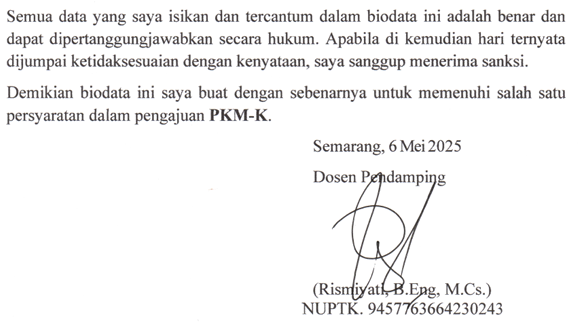 Semua data yang saya isikan dan tercantum dalam biodata ini adalah benar dan
dapat dipertanggungjawabkan secara hukum. Apabila di kemudian hari ternyata
dijumpai ketidaksesuaian dengan kenyataan, saya sanggup menerima sanksi.
Demikian biodata ini saya buat dengan sebenarnya untuk memenuhi salah satu
persyaratan dalam pengajuan PKM-K.
Semarang, 6 Mei 2025
Dosen Pendamping
(Rismiyati, B.Eng, M.Cs.)
NUPTK. 9457763664230243